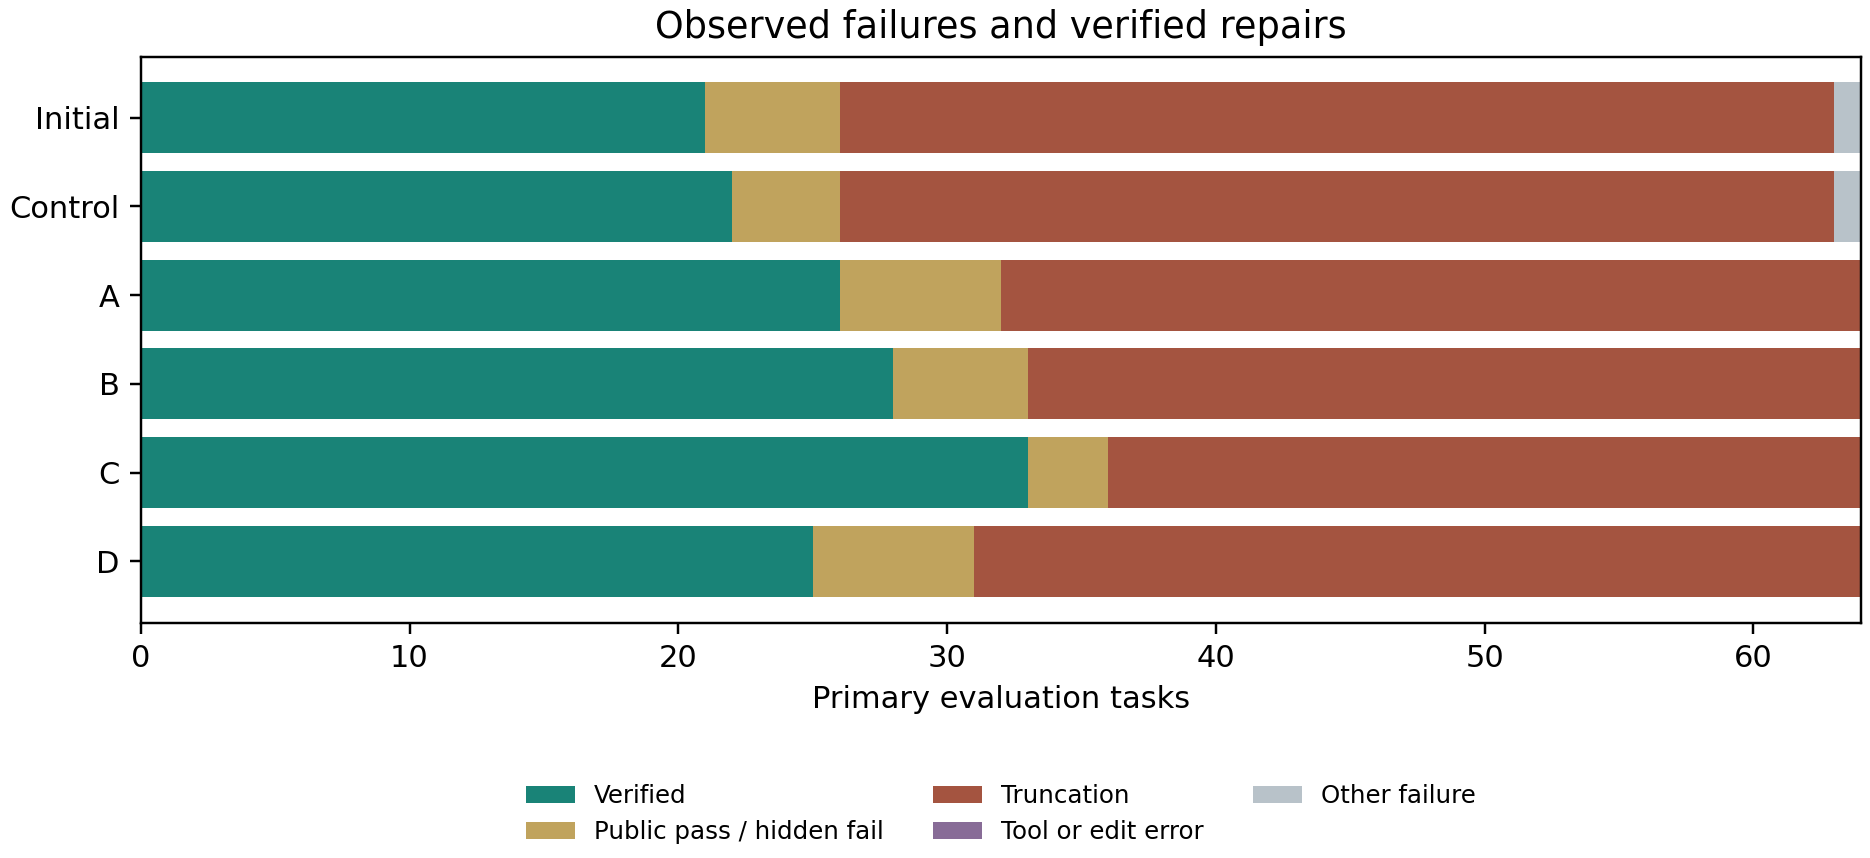 Observed failures and verified repairs
Initial
Control
A
B
C
D
0 10 20 30 40 50 60
Primary evaluation tasks
Verified Truncation Other failure
Public pass / hidden fail Tool or edit error